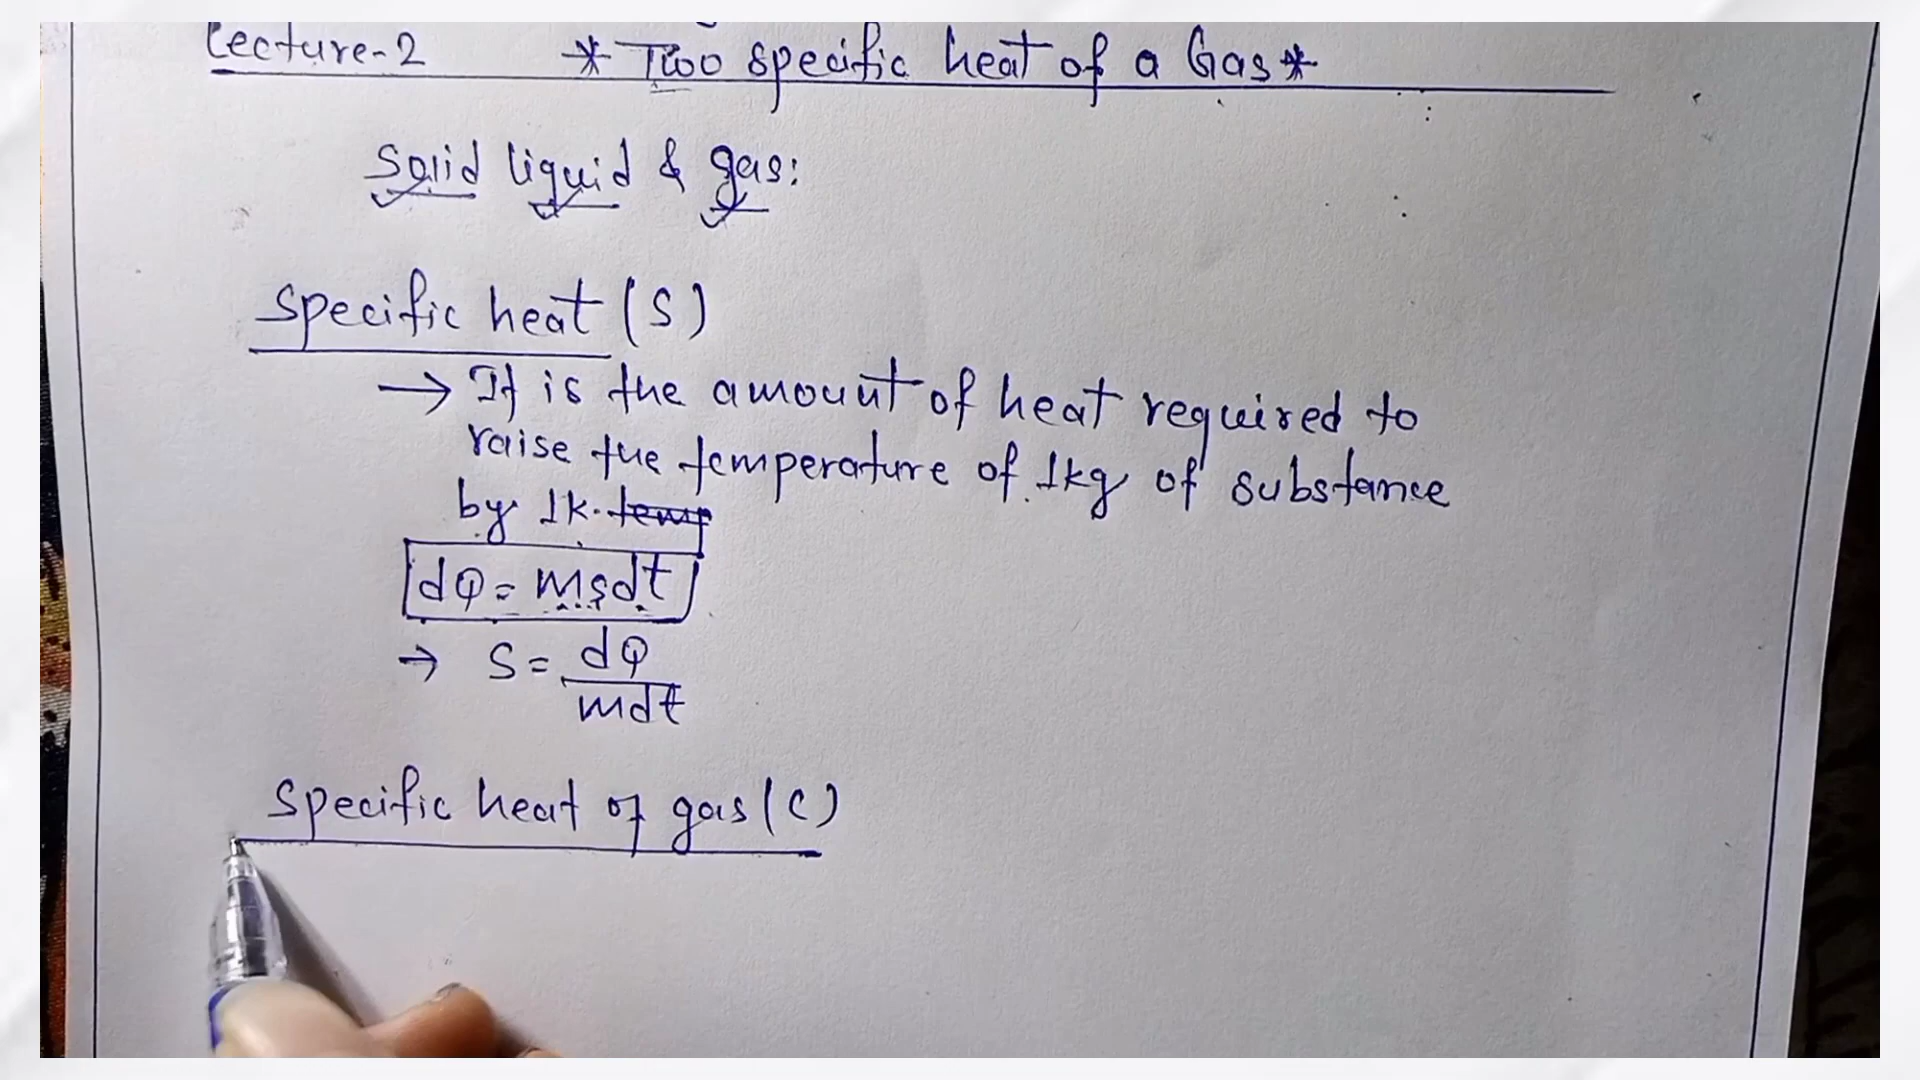 Lecture-2 * Two specific heat of a Gas *
Solid liquid & gas:
Specific heat (S)
→ It is the amount of heat required to
raise the temperature of 1kg of substance
by 1k. temp
dQ = msdt
→ S = dQ/mdt
Specific heat of gas (C)